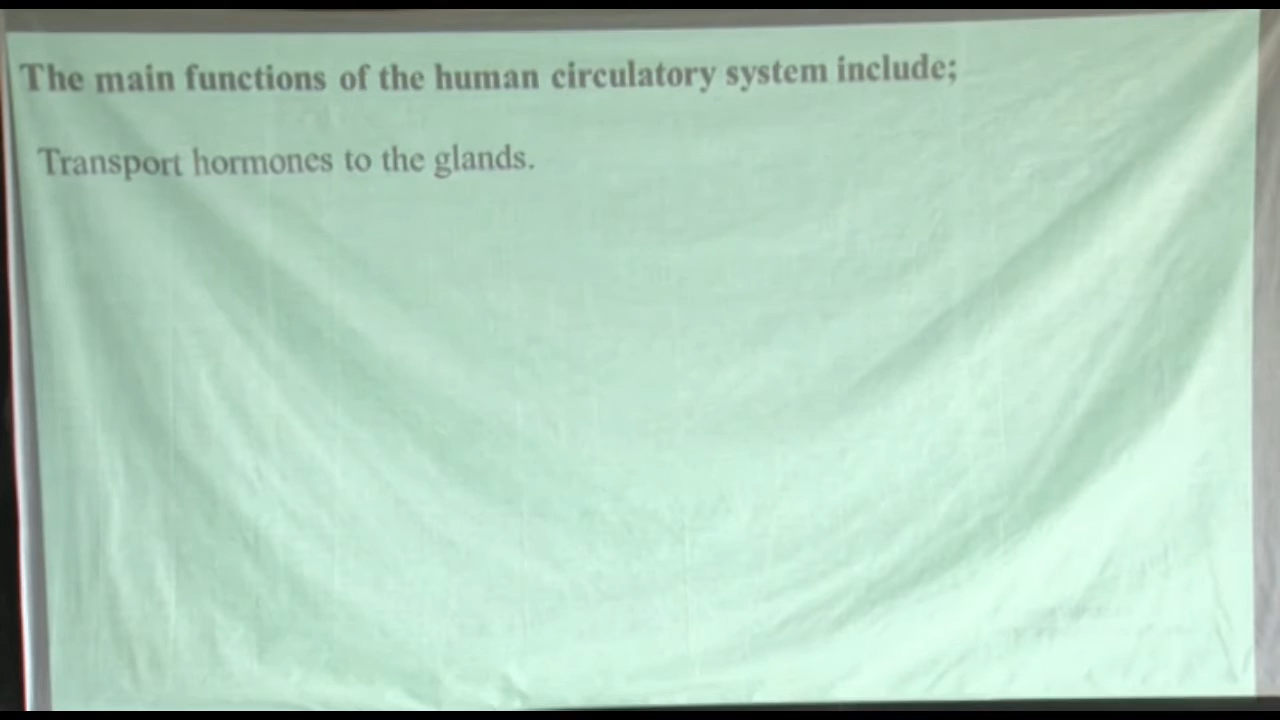 The main functions of the human circulatory system include;
Transport hormones to the glands.